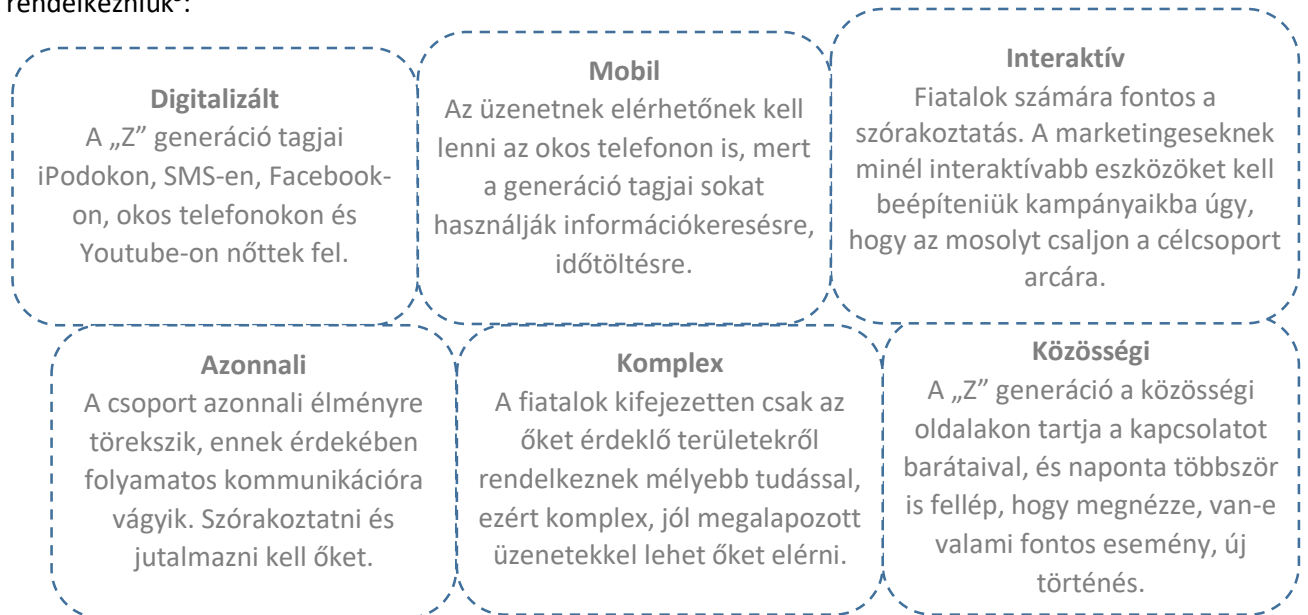 rendelkezniük⁵:
Digitalizált
A „Z” generáció tagjai
iPodokon, SMS-en, Facebook-
on, okos telefonokon és
Youtube-on nőttek fel.
Mobil
Az üzenetnek elérhetőnek kell
lenni az okos telefonon is, mert
a generáció tagjai sokat
használják információkeresésre,
időtöltésre.
Interaktív
Fiatalok számára fontos a
szórakoztatás. A marketingeseknek
minél interaktívabb eszközöket kell
beépíteniük kampányaikba úgy,
hogy az mosolyt csaljon a célcsoport
arcára.
Azonnali
A csoport azonnali élményre
törekszik, ennek érdekében
folyamatos kommunikációra
vágyik. Szórakoztatni és
jutalmazni kell őket.
Komplex
A fiatalok kifejezetten csak az
őket érdeklő területekről
rendelkeznek mélyebb tudással,
ezért komplex, jól megalapozott
üzenetekkel lehet őket elérni.
Közösségi
A „Z” generáció a közösségi
oldalakon tartja a kapcsolatot
barátaival, és naponta többször
is fellép, hogy megnézze, van-e
valami fontos esemény, új
történés.